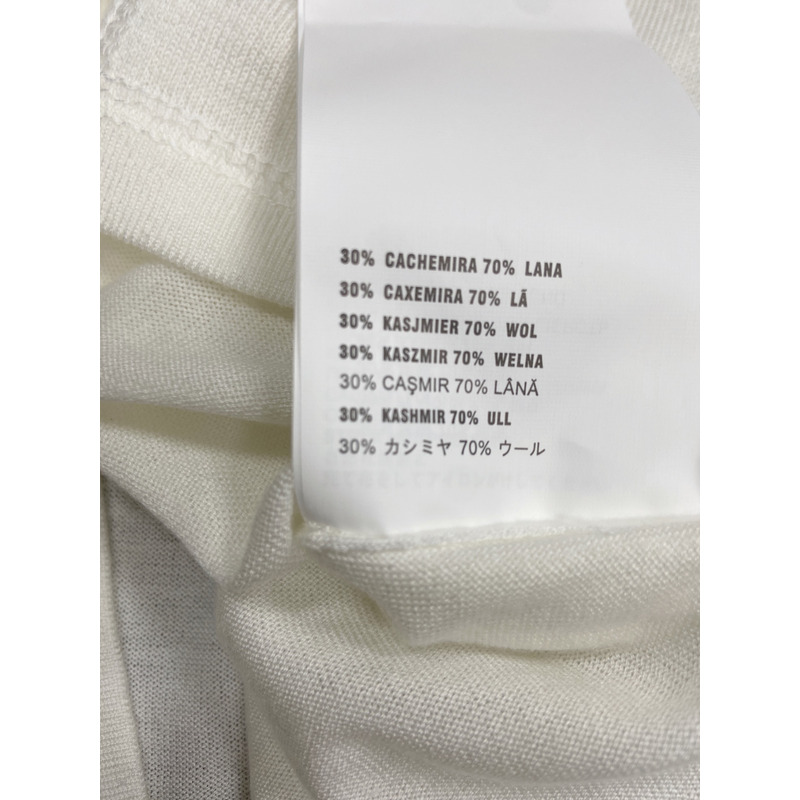 30% CACHEMIRA 70% LANA
30% CAXEMIRA 70% LÃ
30% KASJMIER 70% WOL
30% KASZMIR 70% WELNA
30% CAŞMIR 70% LÂNĂ
30% KASHMIR 70% ULL
30% カシミヤ 70% ウール